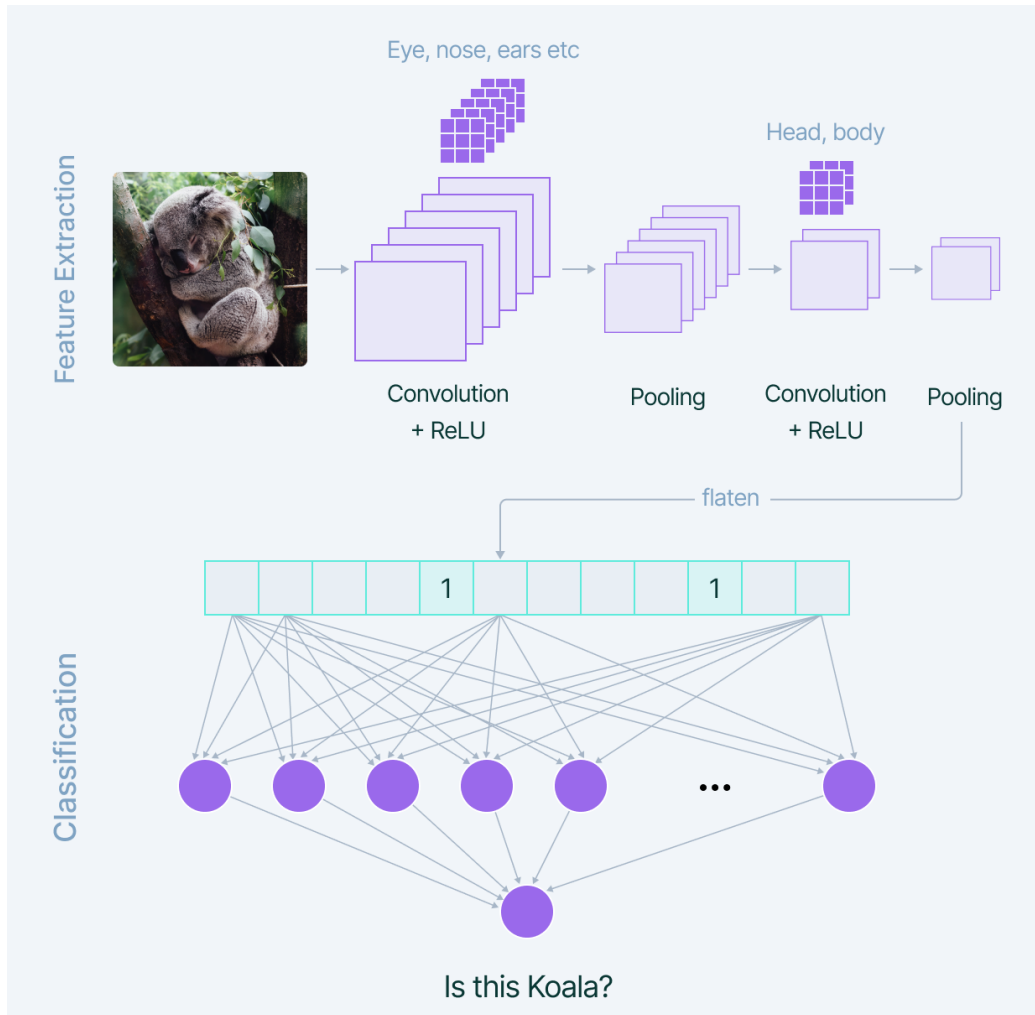 Eye, nose, ears etc
Head, body
Feature Extraction
Convolution
+ ReLU
Pooling
Convolution
+ ReLU
Pooling
flaten
1
1
Classification
...
Is this Koala?